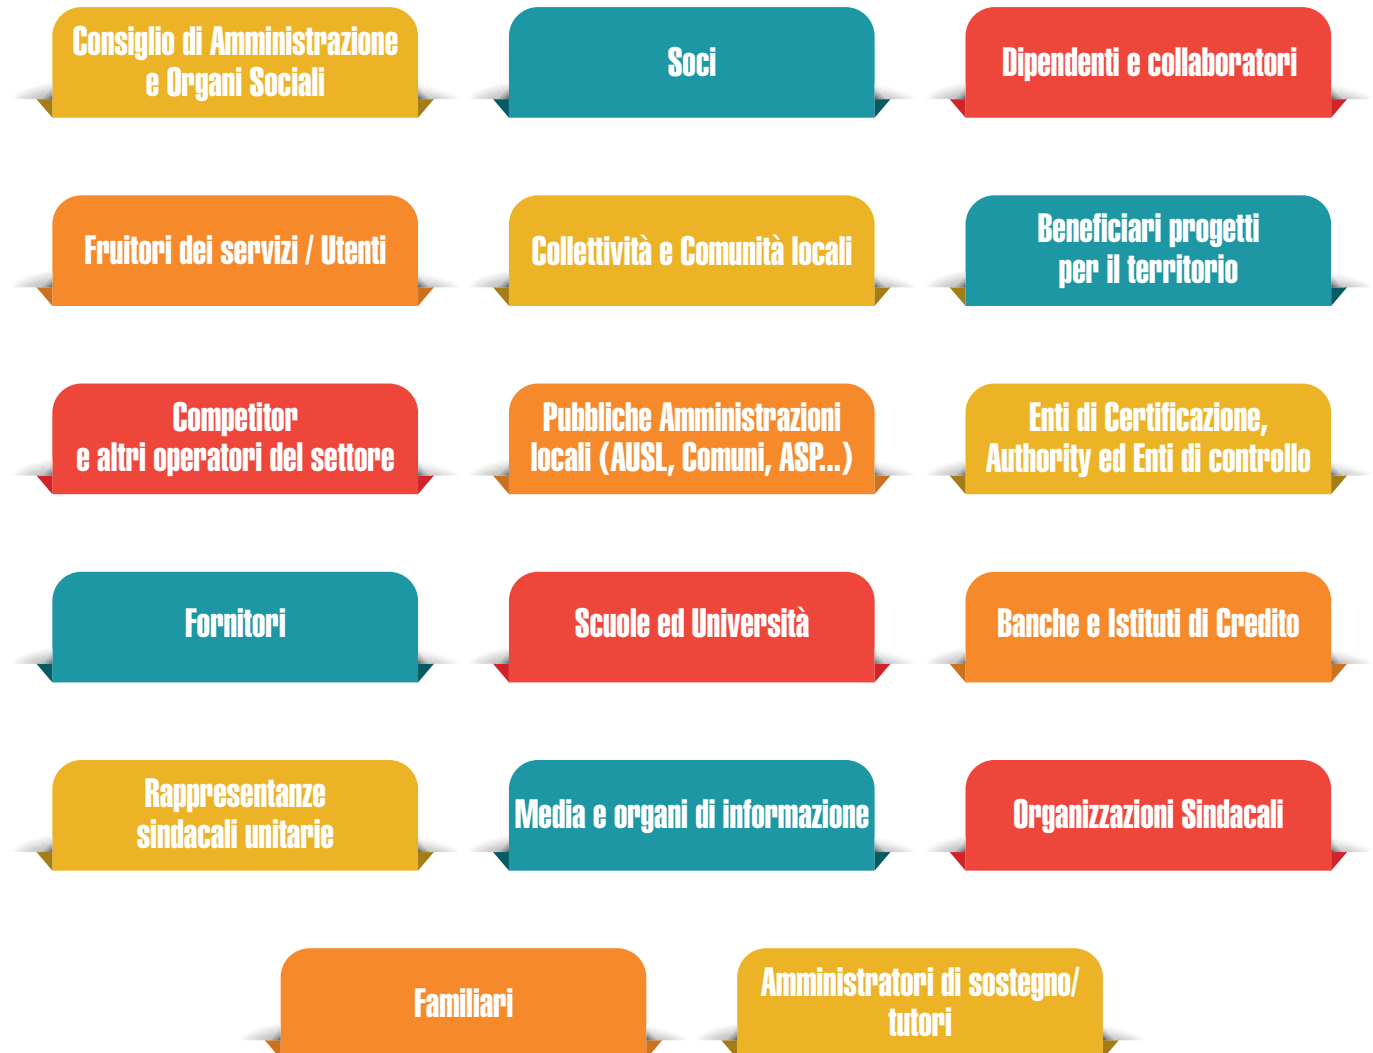 Consiglio di Amministrazione
e Organi Sociali
Soci
Dipendenti e collaboratori
Fruitori dei servizi / Utenti
Collettività e Comunità locali
Beneficiari progetti
per il territorio
Competitor
e altri operatori del settore
Pubbliche Amministrazioni
locali (AUSL, Comuni, ASP...)
Enti di Certificazione,
Authority ed Enti di controllo
Fornitori
Scuole ed Università
Banche e Istituti di Credito
Rappresentanze
sindacali unitarie
Media e organi di informazione
Organizzazioni Sindacali
Familiari
Amministratori di sostegno/
tutori